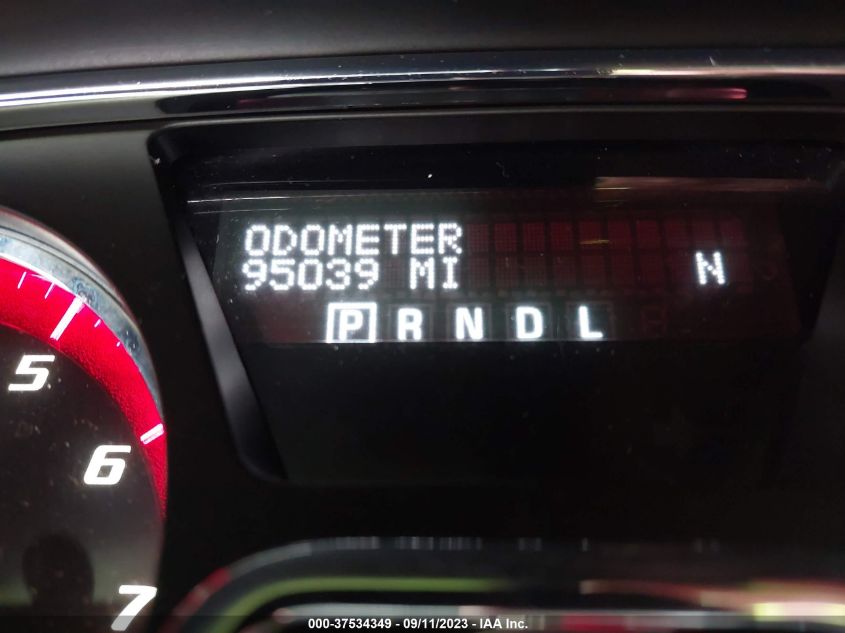 ODOMETER
95039 MI N
P R N D L
5
6
7
000-37534349 - 09/11/2023 - IAA Inc.